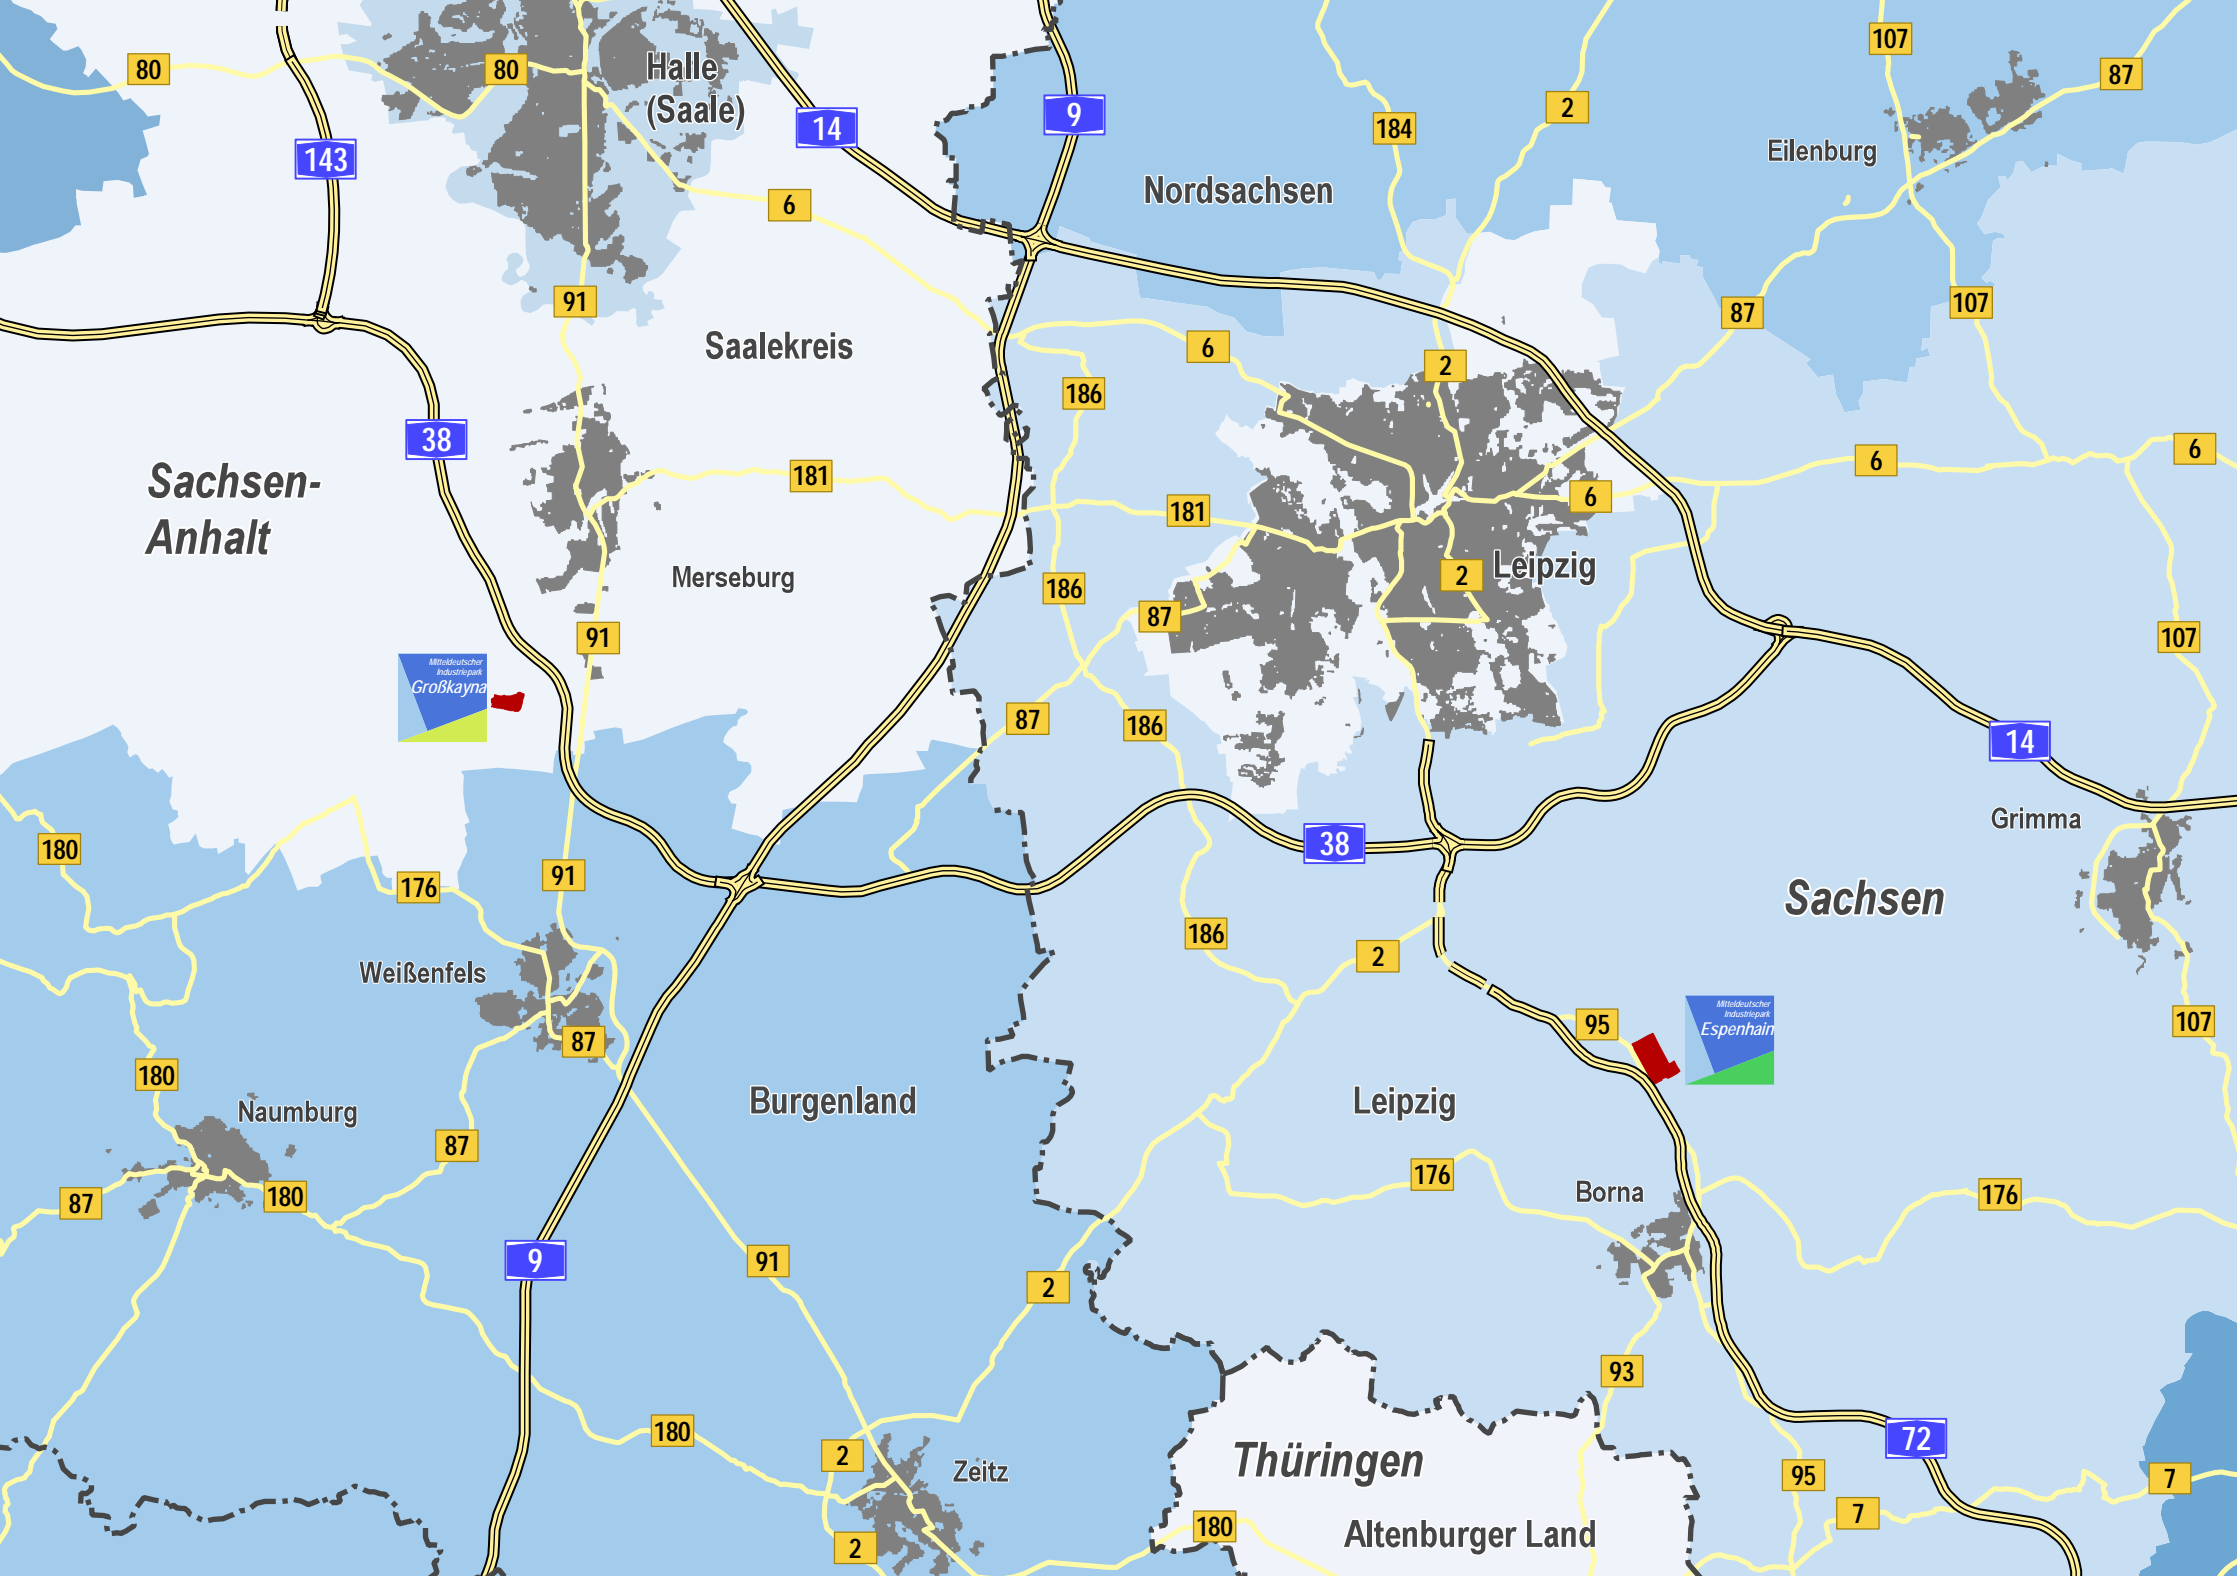 107
80
80
Halle
(Saale)
87
14
9
2
184
143
Eilenburg
Nordsachsen
6
91
107
87
Saalekreis
6
2
186
38
6
6
Sachsen-
Anhalt
181
6
181
Leipzig
Merseburg
2
186
87
91
107
Mitteldeutscher
Industriepark
Großkayna
87
186
14
Grimma
38
180
91
176
Sachsen
186
2
Weißenfels
Mitteldeutscher
Industriepark
Espenhain
95
107
87
180
Naumburg
Burgenland
Leipzig
87
176
Borna
176
87
180
9
91
2
93
180
72
2
Thüringen
Zeitz
95
7
7
180
Altenburger Land
2